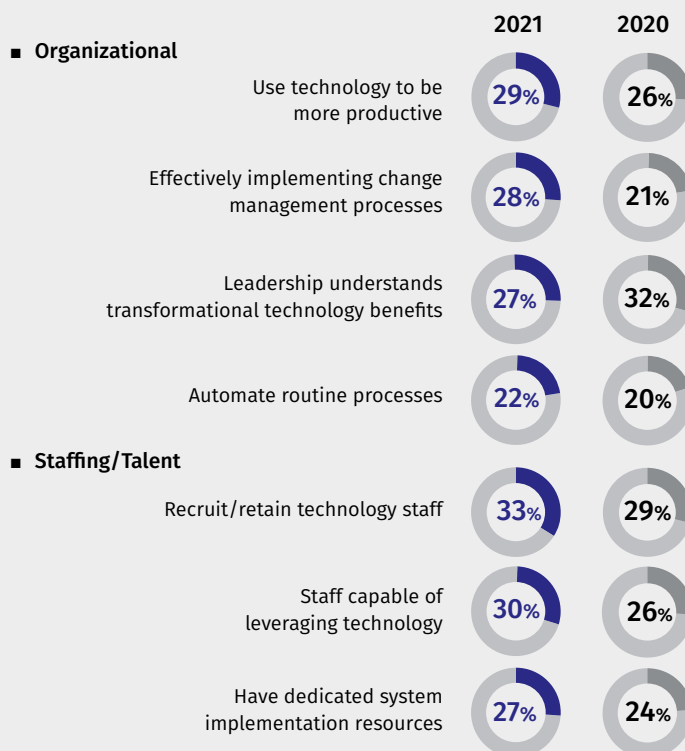 2021 2020
■ Organizational
Use technology to be
more productive
29% 26%
Effectively implementing change
management processes
28% 21%
Leadership understands
transformational technology benefits
27% 32%
Automate routine processes 22% 20%
■ Staffing/Talent
Recruit/retain technology staff 33% 29%
Staff capable of
leveraging technology
30% 26%
Have dedicated system
implementation resources
27% 24%